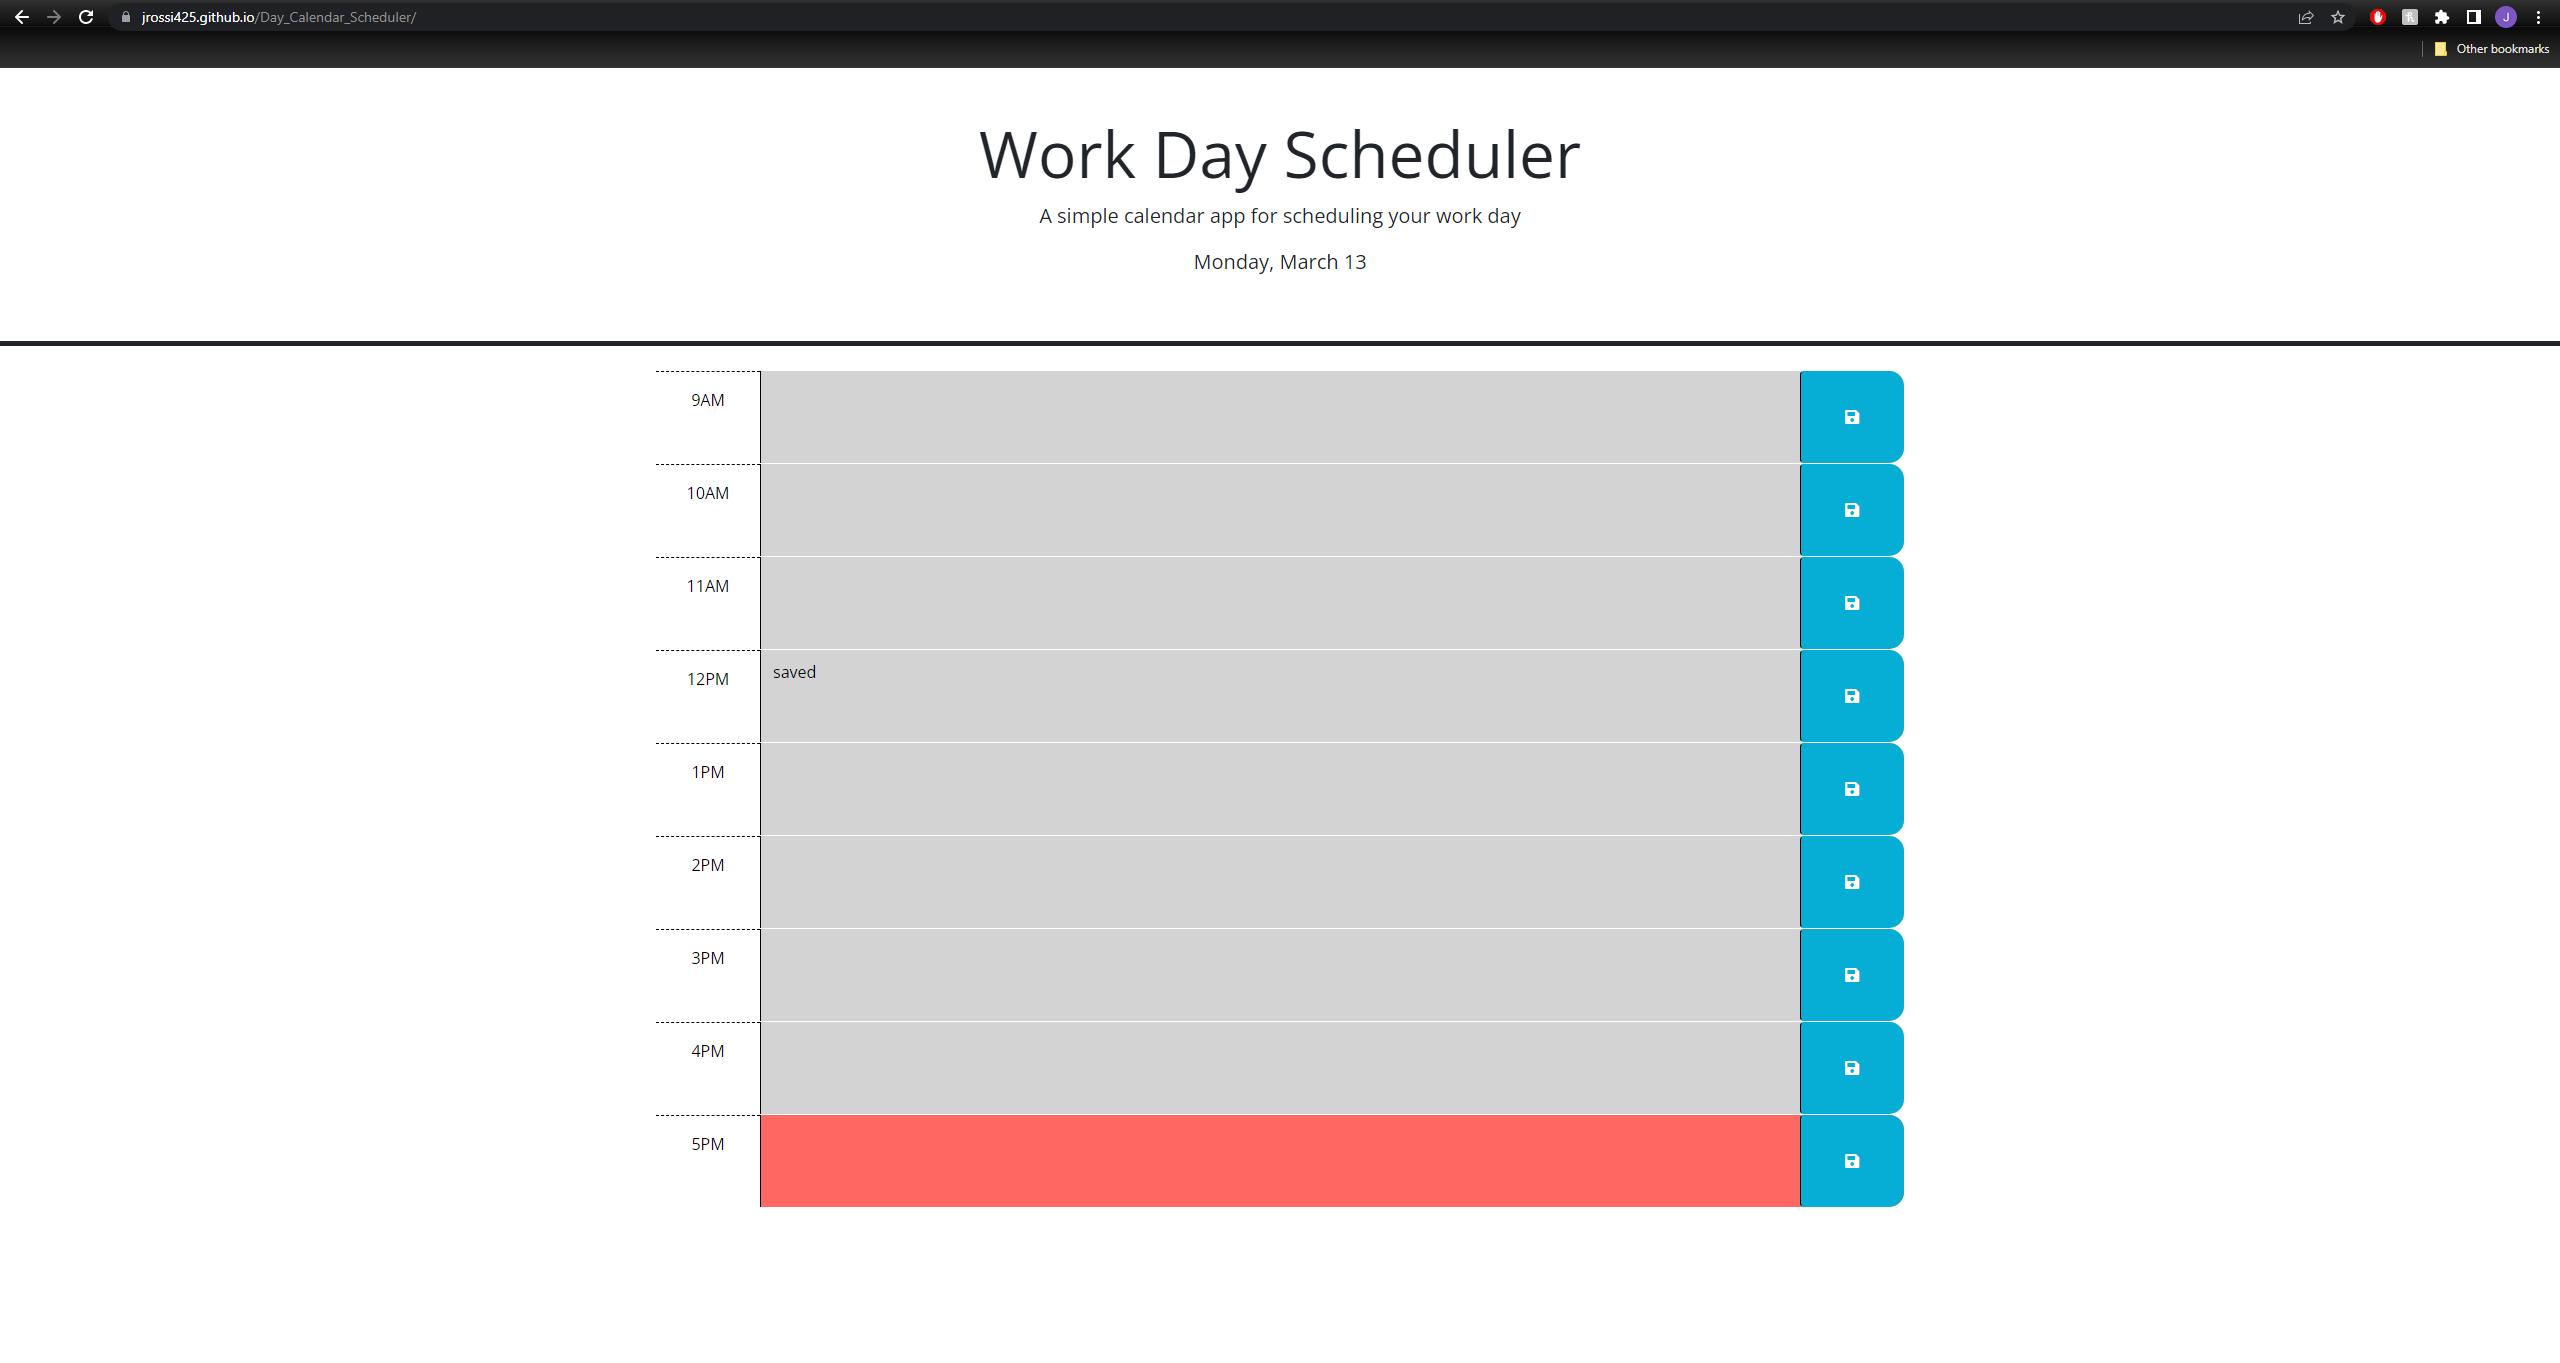 jrossi425.github.io/Day_Calendar_Scheduler/
J
Other bookmarks
Work Day Scheduler
A simple calendar app for scheduling your work day
Monday, March 13
9AM
10AM
11AM
12PM saved
1PM
2PM
3PM
4PM
5PM